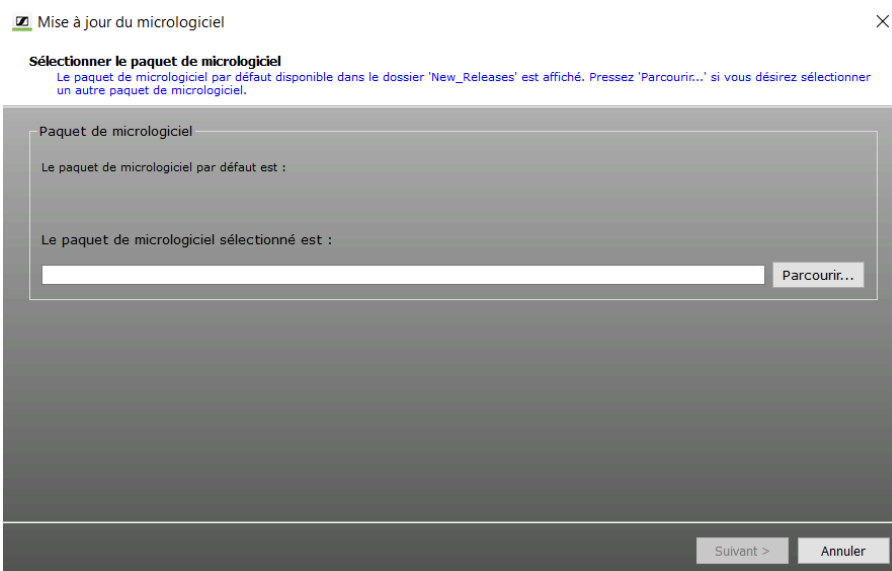 Mise à jour du micrologiciel
Sélectionner le paquet de micrologiciel
Le paquet de micrologiciel par défaut disponible dans le dossier 'New_Releases' est affiché. Pressez 'Parcourir...' si vous désirez sélectionner
un autre paquet de micrologiciel.
Paquet de micrologiciel
Le paquet de micrologiciel par défaut est :
Le paquet de micrologiciel sélectionné est :
Parcourir...
Suivant >
Annuler